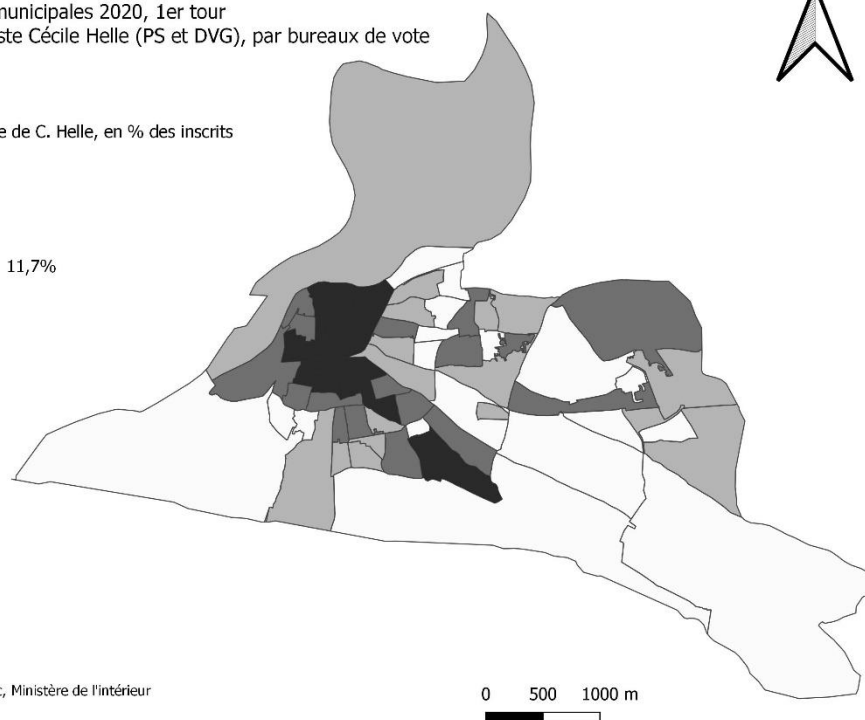 municipales 2020, 1er tour
ste Cécile Helle (PS et DVG), par bureaux de vote
e de C. Helle, en % des inscrits
11,7%
c, Ministère de l'intérieur
0 500 1000 m